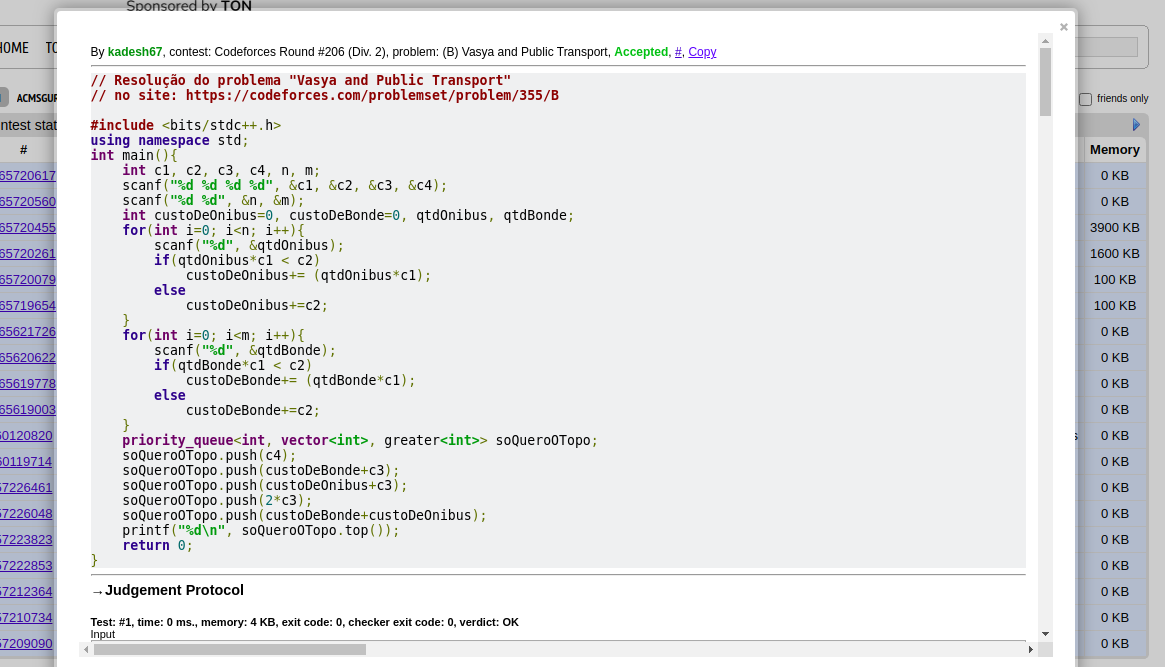 Sponsored by TON
HOME
TO
ACMSGUR
ntest stat
friends only
#
Memory
65720617
0 KB
65720560
0 KB
65720455
3900 KB
65720261
1600 KB
65720079
100 KB
65719654
100 KB
65621726
0 KB
65620622
0 KB
65619778
0 KB
65619003
0 KB
60120820
s
0 KB
60119714
0 KB
57226461
0 KB
57226048
0 KB
57223823
0 KB
57222853
0 KB
57212364
0 KB
57210734
0 KB
57209090
0 KB
×
By kadesh67, contest: Codeforces Round #206 (Div. 2), problem: (B) Vasya and Public Transport, Accepted, #, Copy
// Resolução do problema "Vasya and Public Transport"
// no site: https://codeforces.com/problemset/problem/355/B
#include <bits/stdc++.h>
using namespace std;
int main(){
    int c1, c2, c3, c4, n, m;
    scanf("%d %d %d %d", &c1, &c2, &c3, &c4);
    scanf("%d %d", &n, &m);
    int custoDeOnibus=0, custoDeBonde=0, qtdOnibus, qtdBonde;
    for(int i=0; i<n; i++){
        scanf("%d", &qtdOnibus);
        if(qtdOnibus*c1 < c2)
            custoDeOnibus+= (qtdOnibus*c1);
        else
            custoDeOnibus+=c2;
    }
    for(int i=0; i<m; i++){
        scanf("%d", &qtdBonde);
        if(qtdBonde*c1 < c2)
            custoDeBonde+= (qtdBonde*c1);
        else
            custoDeBonde+=c2;
    }
    priority_queue<int, vector<int>, greater<int>> soQueroOTopo;
    soQueroOTopo.push(c4);
    soQueroOTopo.push(custoDeBonde+c3);
    soQueroOTopo.push(custoDeOnibus+c3);
    soQueroOTopo.push(2*c3);
    soQueroOTopo.push(custoDeBonde+custoDeOnibus);
    printf("%d\n", soQueroOTopo.top());
    return 0;
}
→Judgement Protocol
Test: #1, time: 0 ms., memory: 4 KB, exit code: 0, checker exit code: 0, verdict: OK
Input